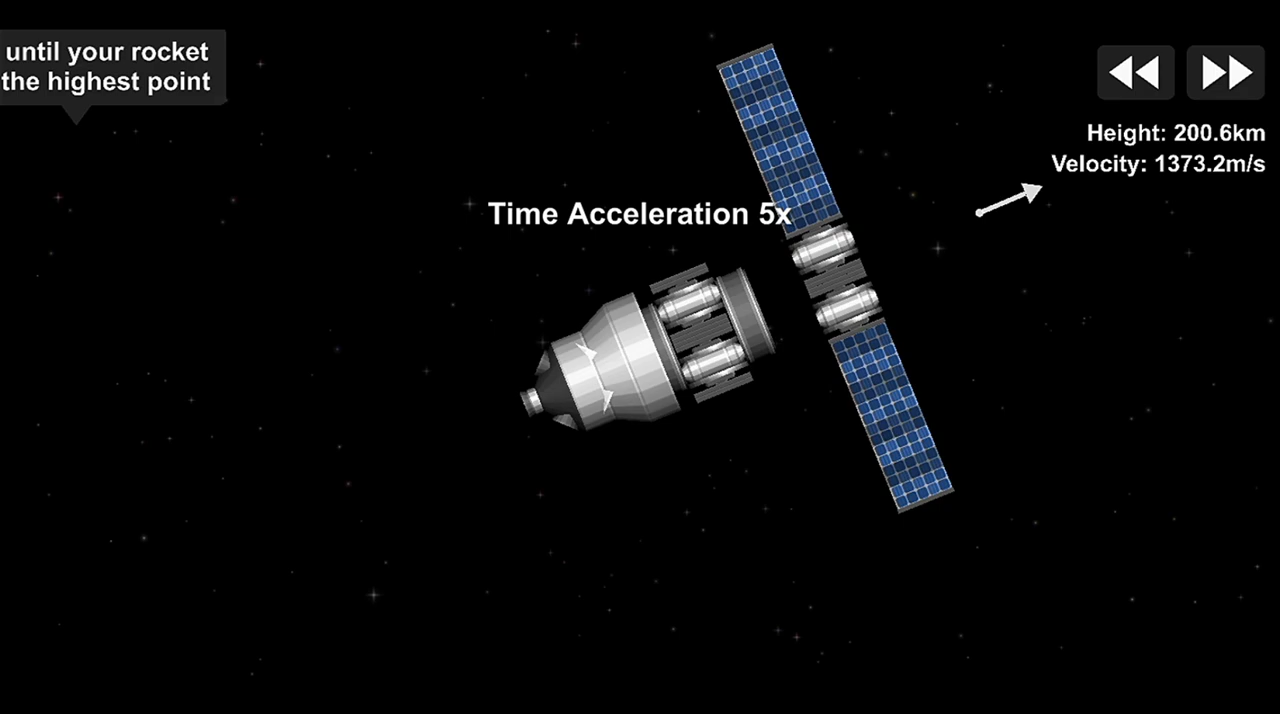 until your rocket
the highest point
Height: 200.6km
Velocity: 1373.2m/s
Time Acceleration 5x